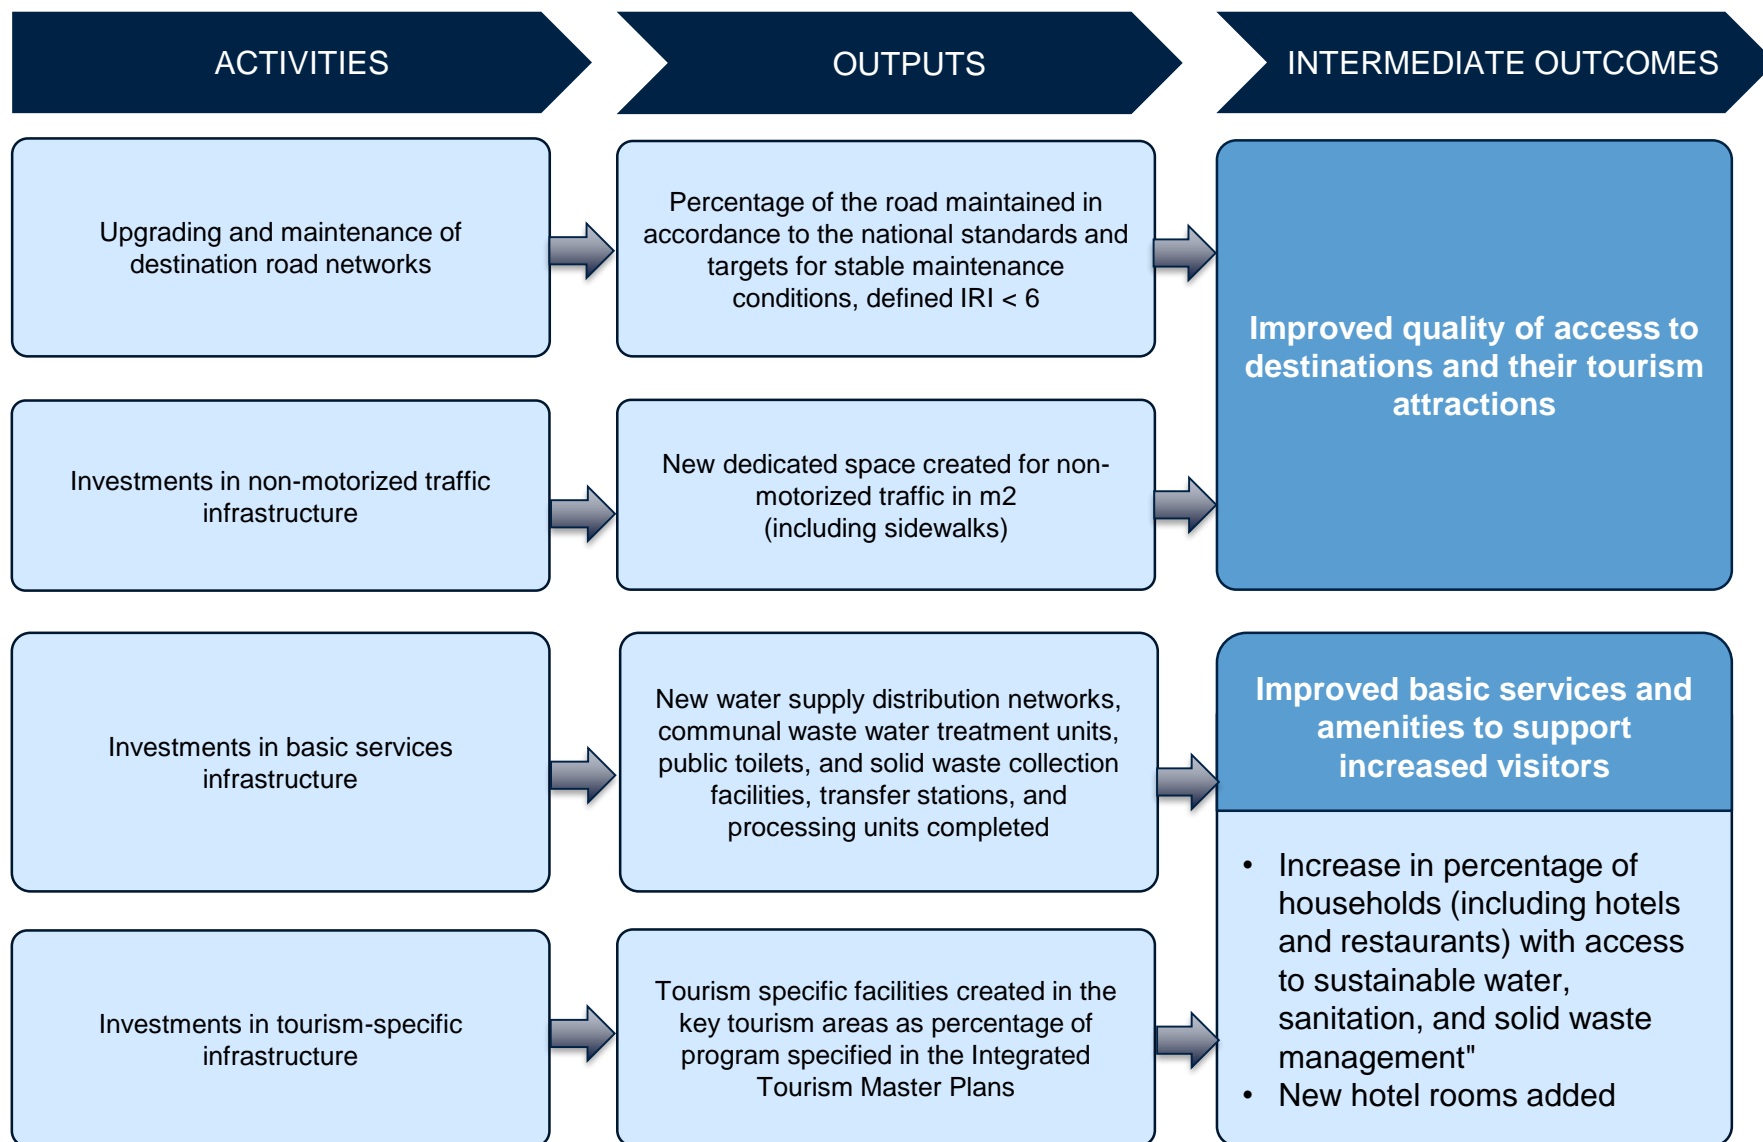 ACTIVITIES
OUTPUTS
INTERMEDIATE OUTCOMES
Upgrading and maintenance of
destination road networks
Percentage of the road maintained in
accordance to the national standards and
targets for stable maintenance
conditions, defined IRI < 6
Improved quality of access to
destinations and their tourism
attractions
Investments in non-motorized traffic
infrastructure
New dedicated space created for non-
motorized traffic in m2
(including sidewalks)
Investments in basic services
infrastructure
New water supply distribution networks,
communal waste water treatment units,
public toilets, and solid waste collection
facilities, transfer stations, and
processing units completed
Improved basic services and
amenities to support
increased visitors
• Increase in percentage of
households (including hotels
and restaurants) with access
to sustainable water,
sanitation, and solid waste
management"
• New hotel rooms added
Investments in tourism-specific
infrastructure
Tourism specific facilities created in the
key tourism areas as percentage of
program specified in the Integrated
Tourism Master Plans